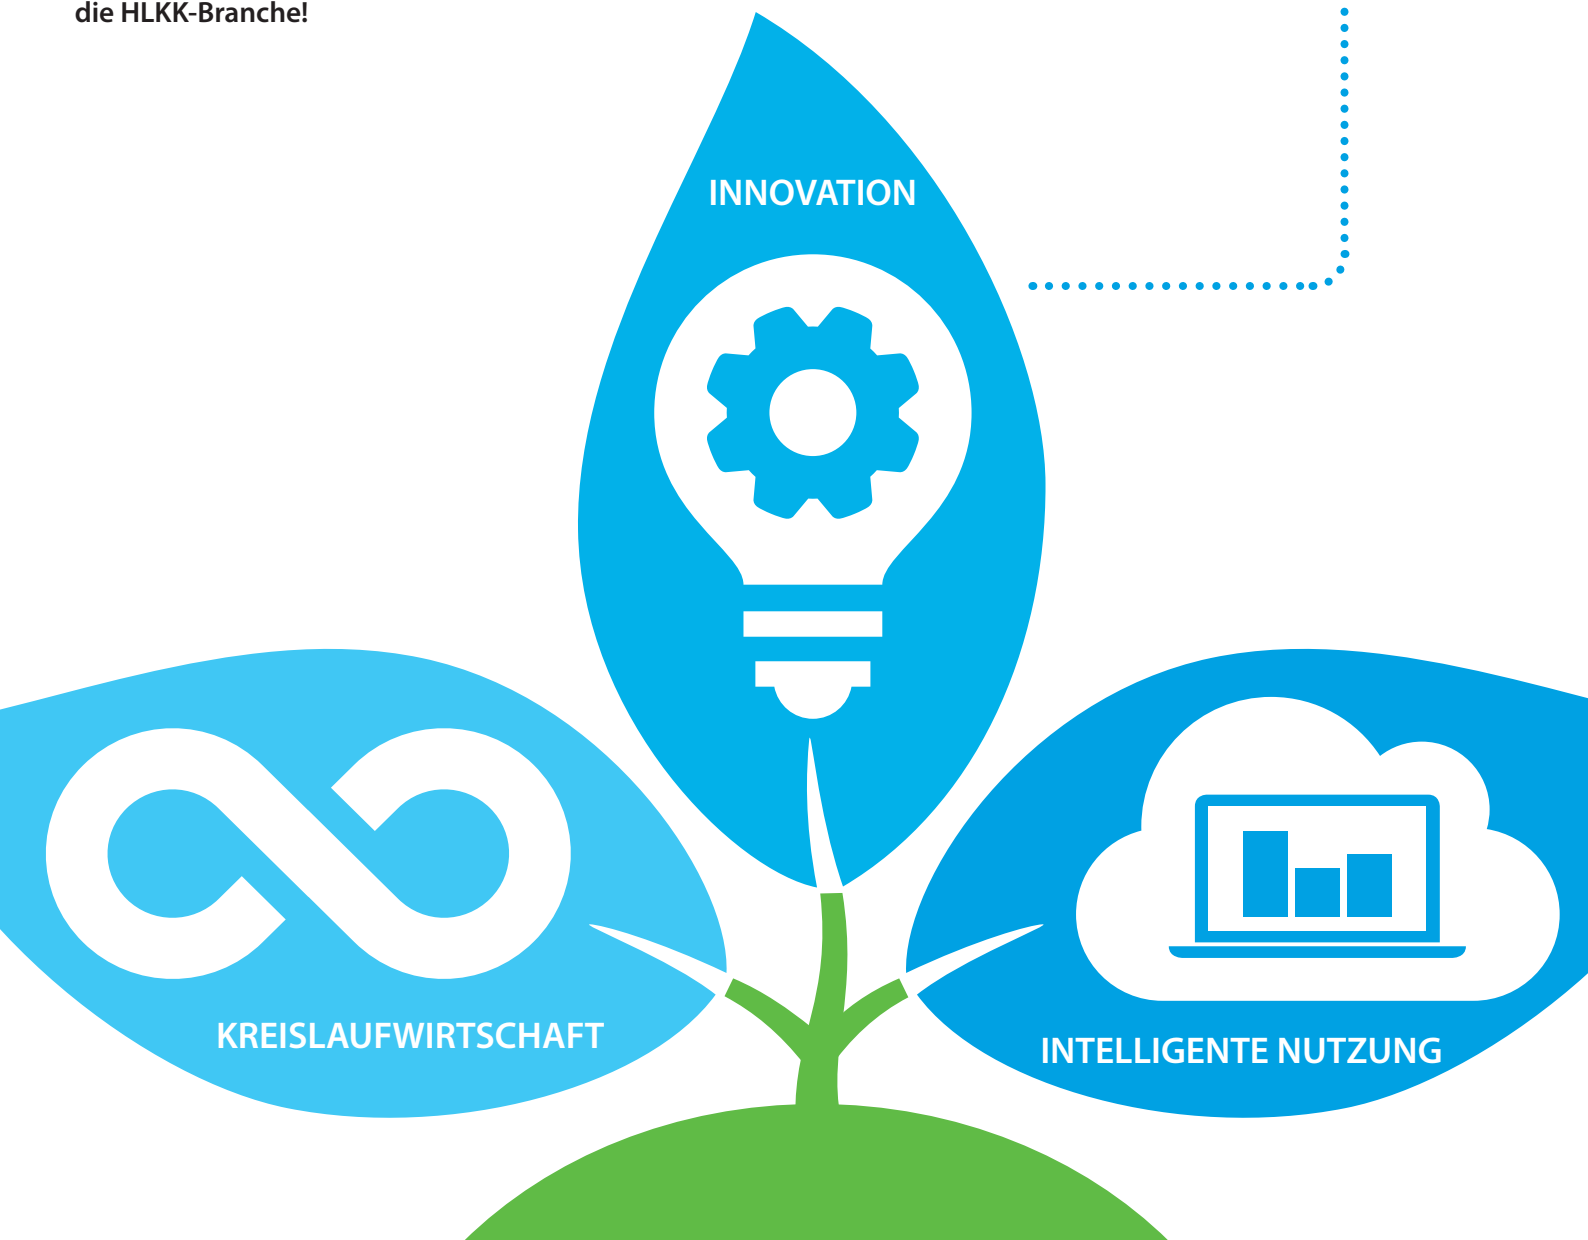 die HLKK-Branche!
INNOVATION
KREISLAUFWIRTSCHAFT
INTELLIGENTE NUTZUNG